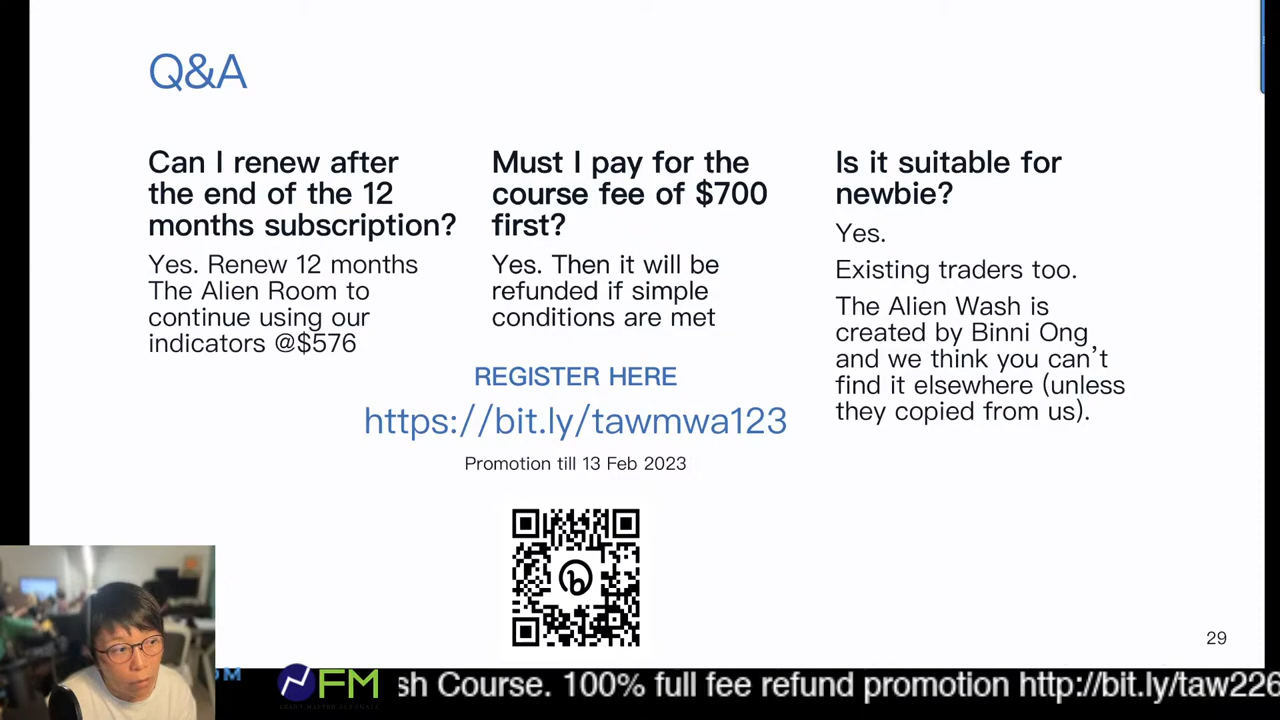 Q&A
Can I renew after
the end of the 12
months subscription?
Yes. Renew 12 months
The Alien Room to
continue using our
indicators @$576
Must I pay for the
course fee of $700
first?
Yes. Then it will be
refunded if simple
conditions are met
Is it suitable for
newbie?
Yes.
Existing traders too.
The Alien Wash is
created by Binni Ong
and we think you can't
find it elsewhere (unless
they copied from us).
REGISTER HERE
https://bit.ly/tawmwa123
Promotion till 13 Feb 2023
29
FM
sh Course. 100% full fee refund promotion http://bit.ly/taw226